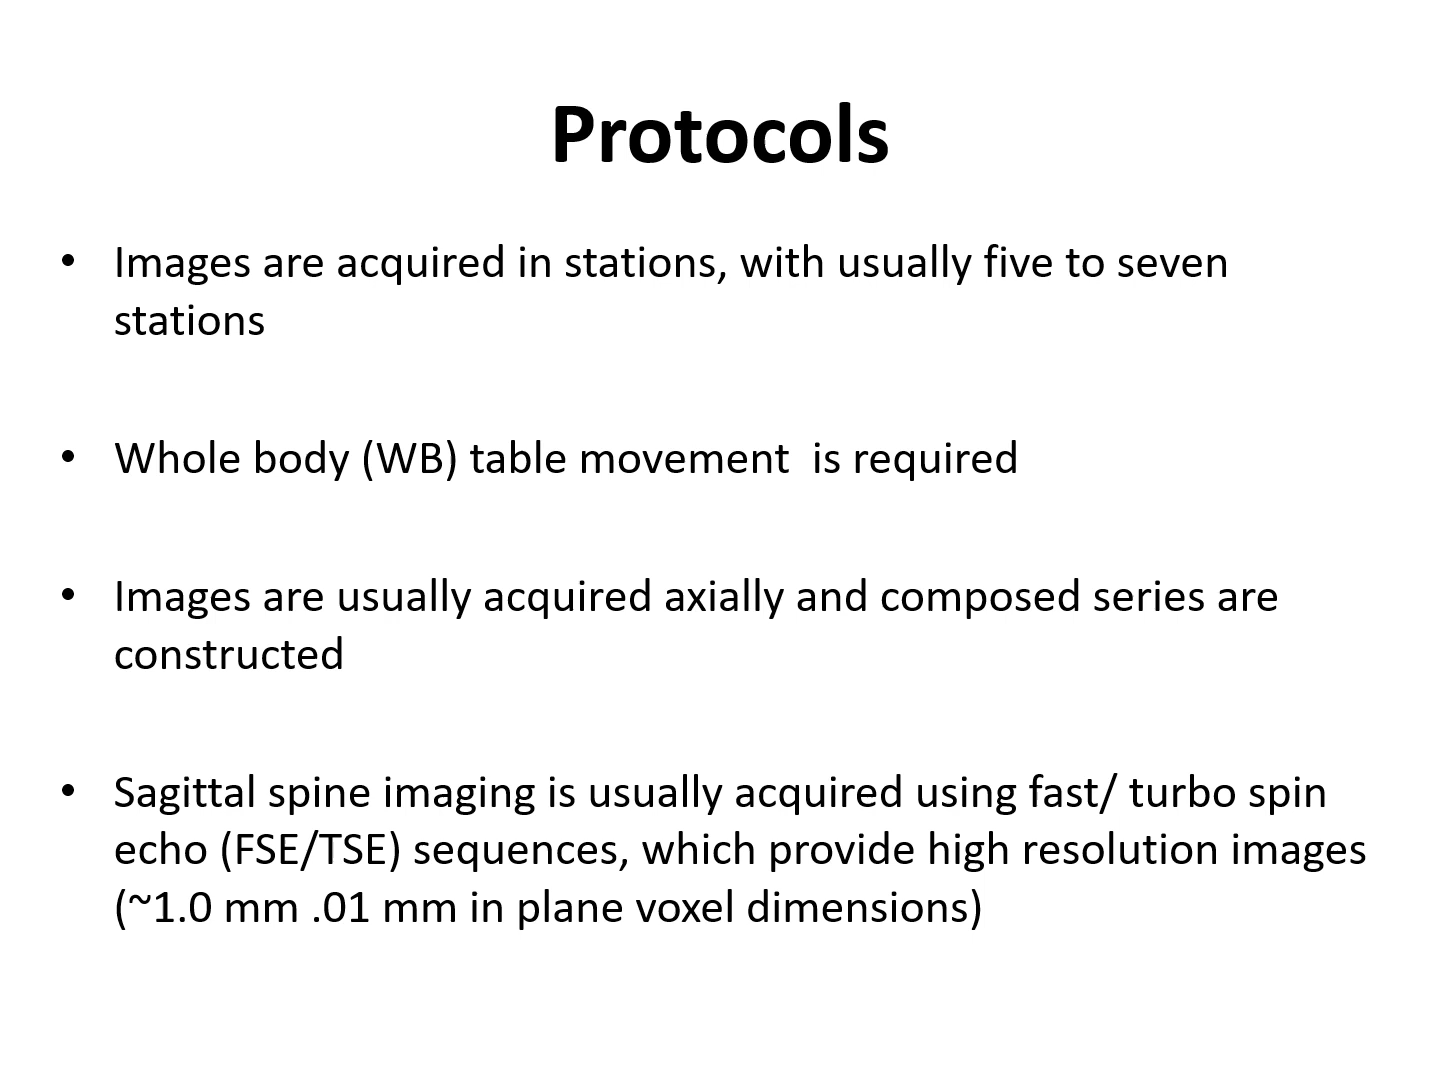 Protocols
• Images are acquired in stations, with usually five to seven
stations
• Whole body (WB) table movement  is required
• Images are usually acquired axially and composed series are
constructed
• Sagittal spine imaging is usually acquired using fast/ turbo spin
echo (FSE/TSE) sequences, which provide high resolution images
(~1.0 mm .01 mm in plane voxel dimensions)